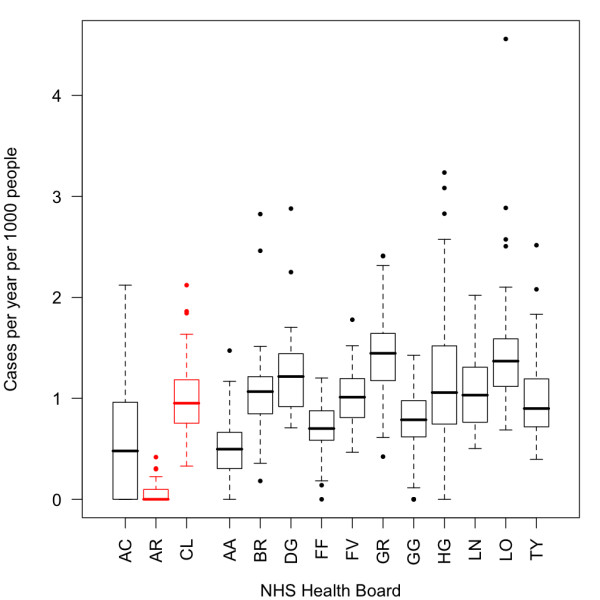 Cases per year per 1000 people
4
3
2
1
0
AC AR CL AA BR DG FF FV GR GG HG LN LO TY
NHS Health Board